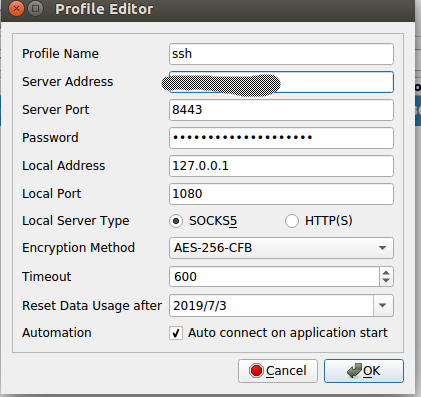 Profile Editor
Profile Name ssh
Server Address
Server Port 8443
Password ••••••••••••••••••••
Local Address 127.0.0.1
Local Port 1080
Local Server Type SOCKS5 HTTP(S)
Encryption Method AES-256-CFB
Timeout 600
Reset Data Usage after 2019/7/3
Automation Auto connect on application start
Cancel OK